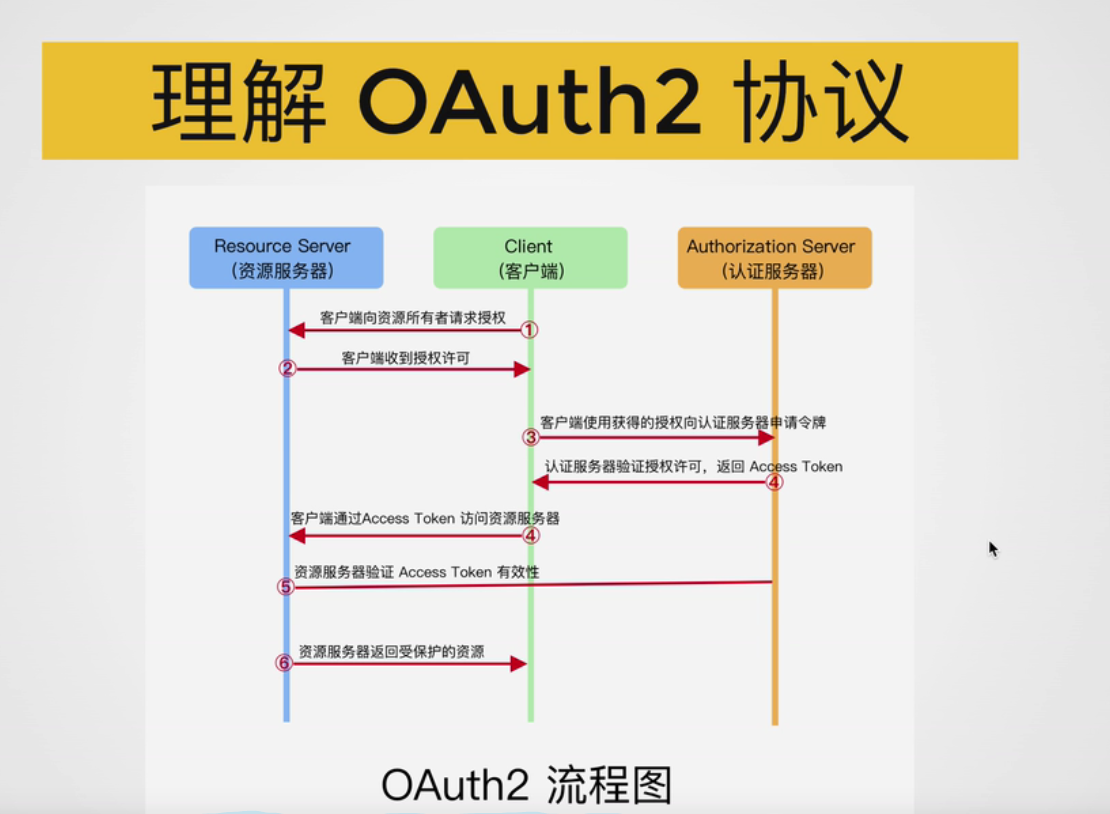 理解 OAuth2 协议
Resource Server
(资源服务器)
Client
(客户端)
Authorization Server
(认证服务器)
客户端向资源所有者请求授权
①
客户端收到授权许可
②
客户端使用获得的授权向认证服务器申请令牌
③
认证服务器验证授权许可，返回 Access Token
④
客户端通过Access Token 访问资源服务器
④
资源服务器验证 Access Token 有效性
⑤
资源服务器返回受保护的资源
⑥
OAuth2 流程图